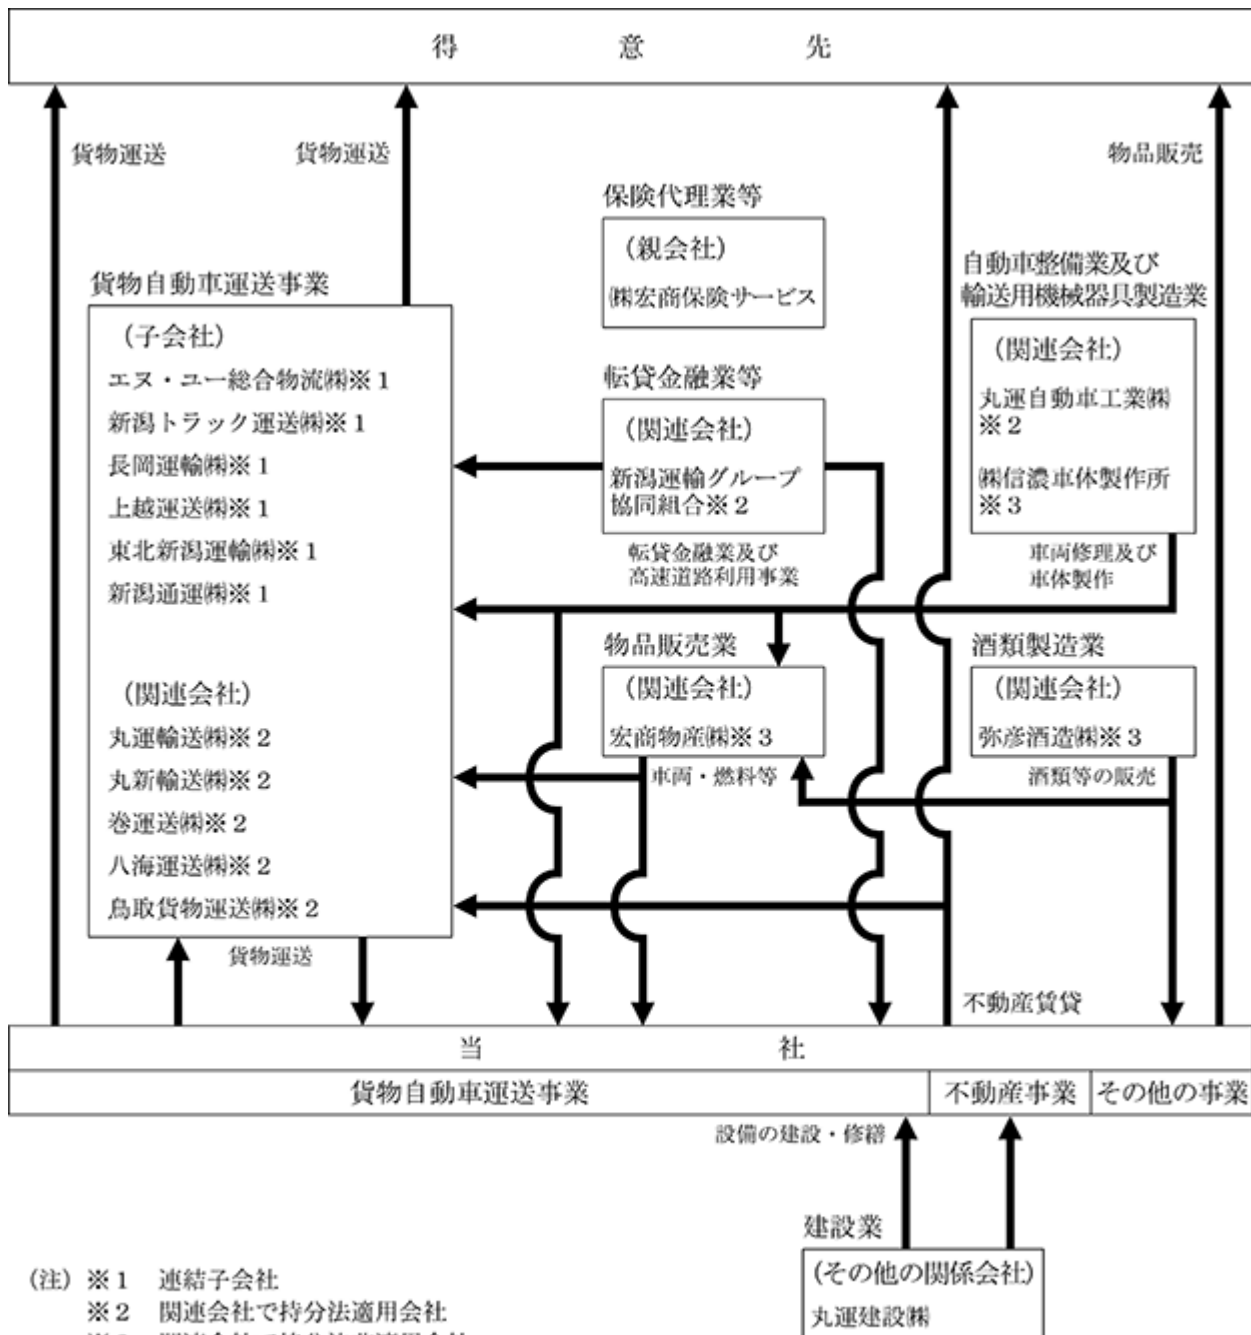 得意先
貨物運送
貨物運送
物品販売
保険代理業等
(親会社)
㈱宏商保険サービス
自動車整備業及び
輸送用機械器具製造業
(関連会社)
丸運自動車工業㈱
※2
㈱信濃車体製作所
※3
車両修理及び
車体製作
貨物自動車運送事業
(子会社)
エヌ・ユー総合物流㈱※1
新潟トラック運送㈱※1
長岡運輸㈱※1
上越運送㈱※1
東北新潟運輸㈱※1
新潟通運㈱※1
(関連会社)
丸運輸送㈱※2
丸新輸送㈱※2
巻運送㈱※2
八海運送㈱※2
鳥取貨物運送㈱※2
貨物運送
転貸金融業等
(関連会社)
新潟運輸グループ
協同組合※2
転貸金融業及び
高速道路利用事業
物品販売業
(関連会社)
宏商物産㈱※3
車両・燃料等
酒類製造業
(関連会社)
弥彦酒造㈱※3
酒類等の販売
不動産賃貸
当社
貨物自動車運送事業
不動産事業
その他の事業
設備の建設・修繕
建設業
(その他の関係会社)
丸運建設㈱
(注)※1 連結子会社
※2 関連会社で持分法適用会社